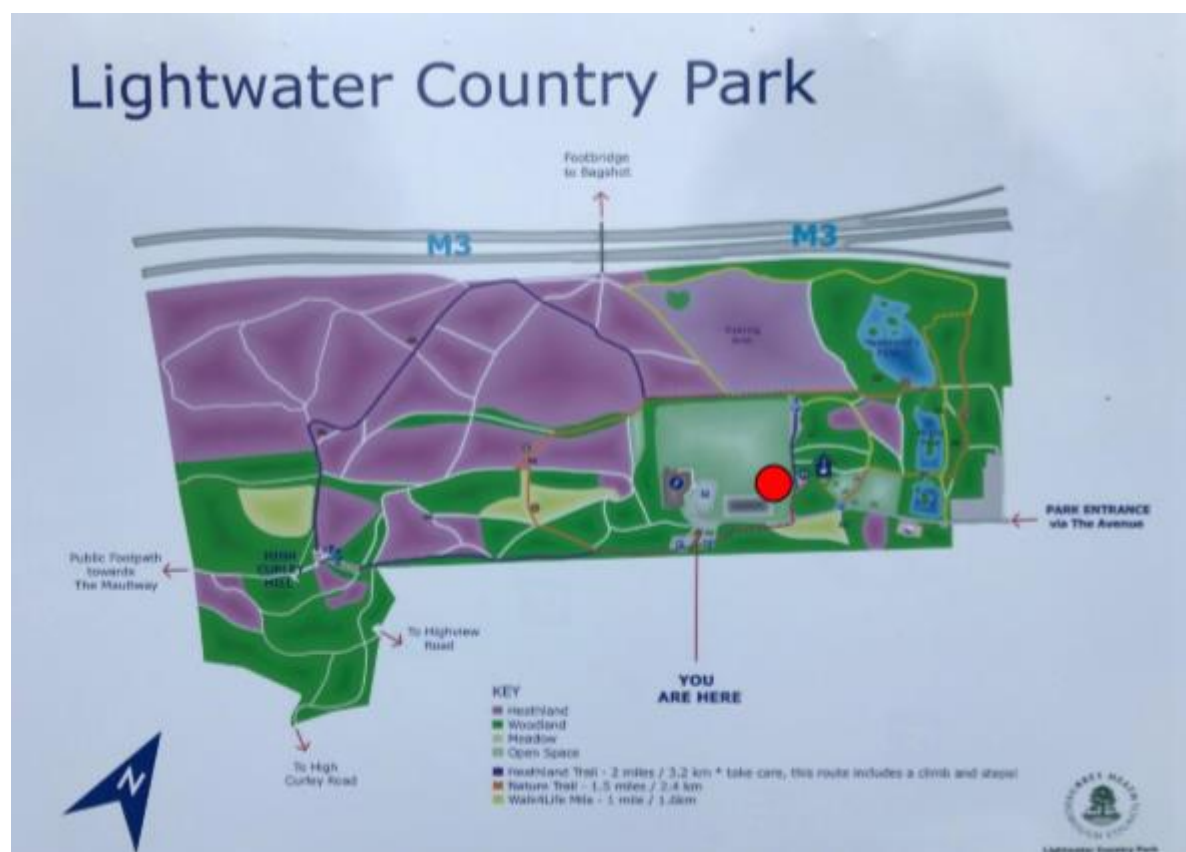 Lightwater Country Park
Footbridge
to Bagshot
M3
M3
PARK ENTRANCE
via The Avenue
HIGH
CURLEY
HILL
Public Footpath
towards
The Maultway
To Highview
Road
YOU
ARE HERE
KEY
Heathland
Woodland
Meadow
Open Space
Heathland Trail - 2 miles / 3.2 km * take care, this route includes a climb and steps!
Nature Trail - 1.5 miles / 2.4 km
Walk4Life Mile - 1 mile / 1.6km
To High
Curley Road
N
Lightwater Country Park